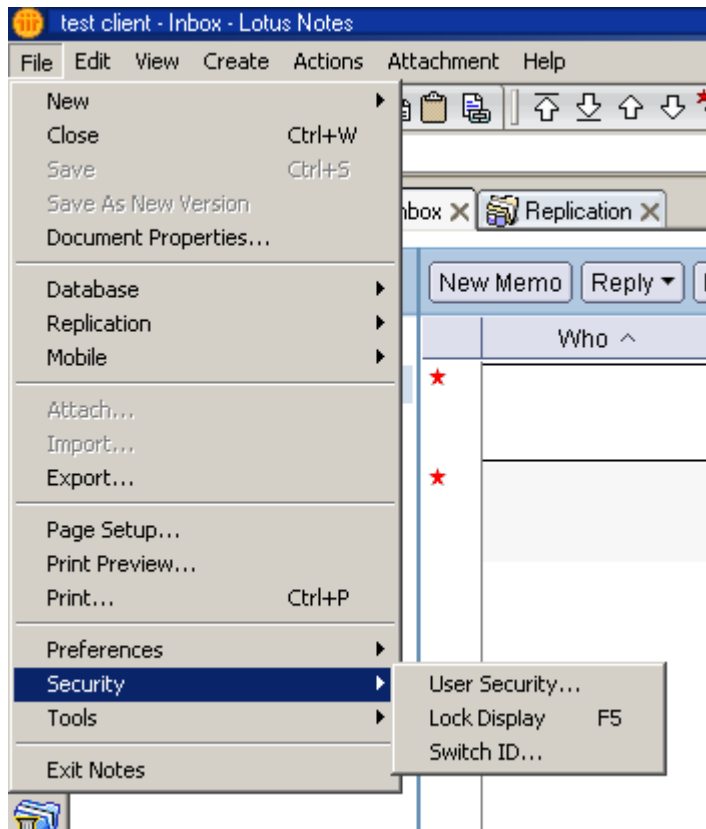 test client - Inbox - Lotus Notes
File Edit View Create Actions Attachment Help
New
Close Ctrl+W
Save Ctrl+S
Save As New Version
Document Properties...
Replication
Database
New Memo Reply
Replication
Who
Mobile
Attach...
Import...
Export...
Page Setup...
Print Preview...
Print... Ctrl+P
Preferences
Security
User Security...
Tools
Lock Display F5
Switch ID...
Exit Notes